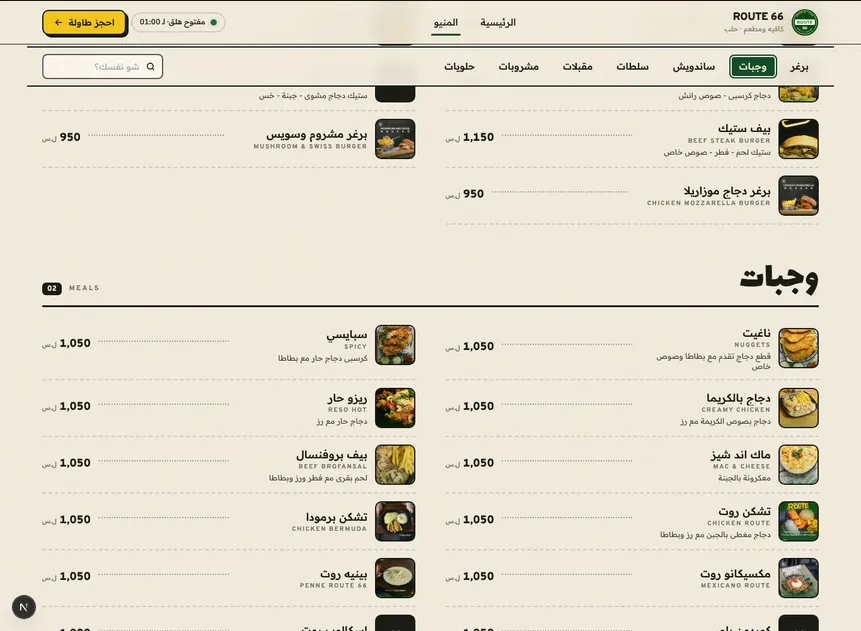 ROUTE 66
كافيه ومطعم · حلب
الرئيسية
المنيو
مفتوح هلق· لـ 01:00
احجز طاولة ←
برغر
وجبات
ساندويش
سلطات
مقبلات
مشروبات
حلويات
شو نفسك؟
دجاج كرسبي - صوص رانش
ستيك دجاج مشوي - جبنة - خس
بيف ستيك
BEEF STEAK BURGER
ستيك لحم - فطر - صوص خاص
1,150 ل.س
برغر مشروم وسويس
MUSHROOM & SWISS BURGER
950 ل.س
برغر دجاج موزاريلا
CHICKEN MOZZARELLA BURGER
950 ل.س
وجبات
MEALS
02
ناغيت
NUGGETS
قطع دجاج تقدم مع بطاطا وصوص
خاص
1,050 ل.س
سبايسي
SPICY
كرسبي دجاج حار مع بطاطا
1,050 ل.س
دجاج بالكريما
CREAMY CHICKEN
دجاج بصوص الكريمة مع رز
1,050 ل.س
ريزو حار
RESO HOT
دجاج حار مع رز
1,050 ل.س
ماك اند شيز
MAC & CHEESE
معكرونة بالجبنة
1,050 ل.س
بيف بروفنسال
BEEF BROFANSAL
لحم بقري مع فطر ورز وبطاطا
1,050 ل.س
تشكن روت
CHICKEN ROUTE
دجاج مغطى بالجبن مع رز وبطاطا
1,050 ل.س
تشكن برمودا
CHICKEN BERMUDA
1,050 ل.س
مكسيكانو روت
MEXICANO ROUTE
1,050 ل.س
بينيه روت
PENNE ROUTE 66
1,050 ل.س
N